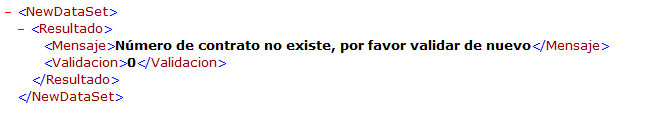 − <NewDataSet>
− <Resultado>
<Mensaje>Número de contrato no existe, por favor validar de nuevo</Mensaje>
<Validacion>0</Validacion>
</Resultado>
</NewDataSet>